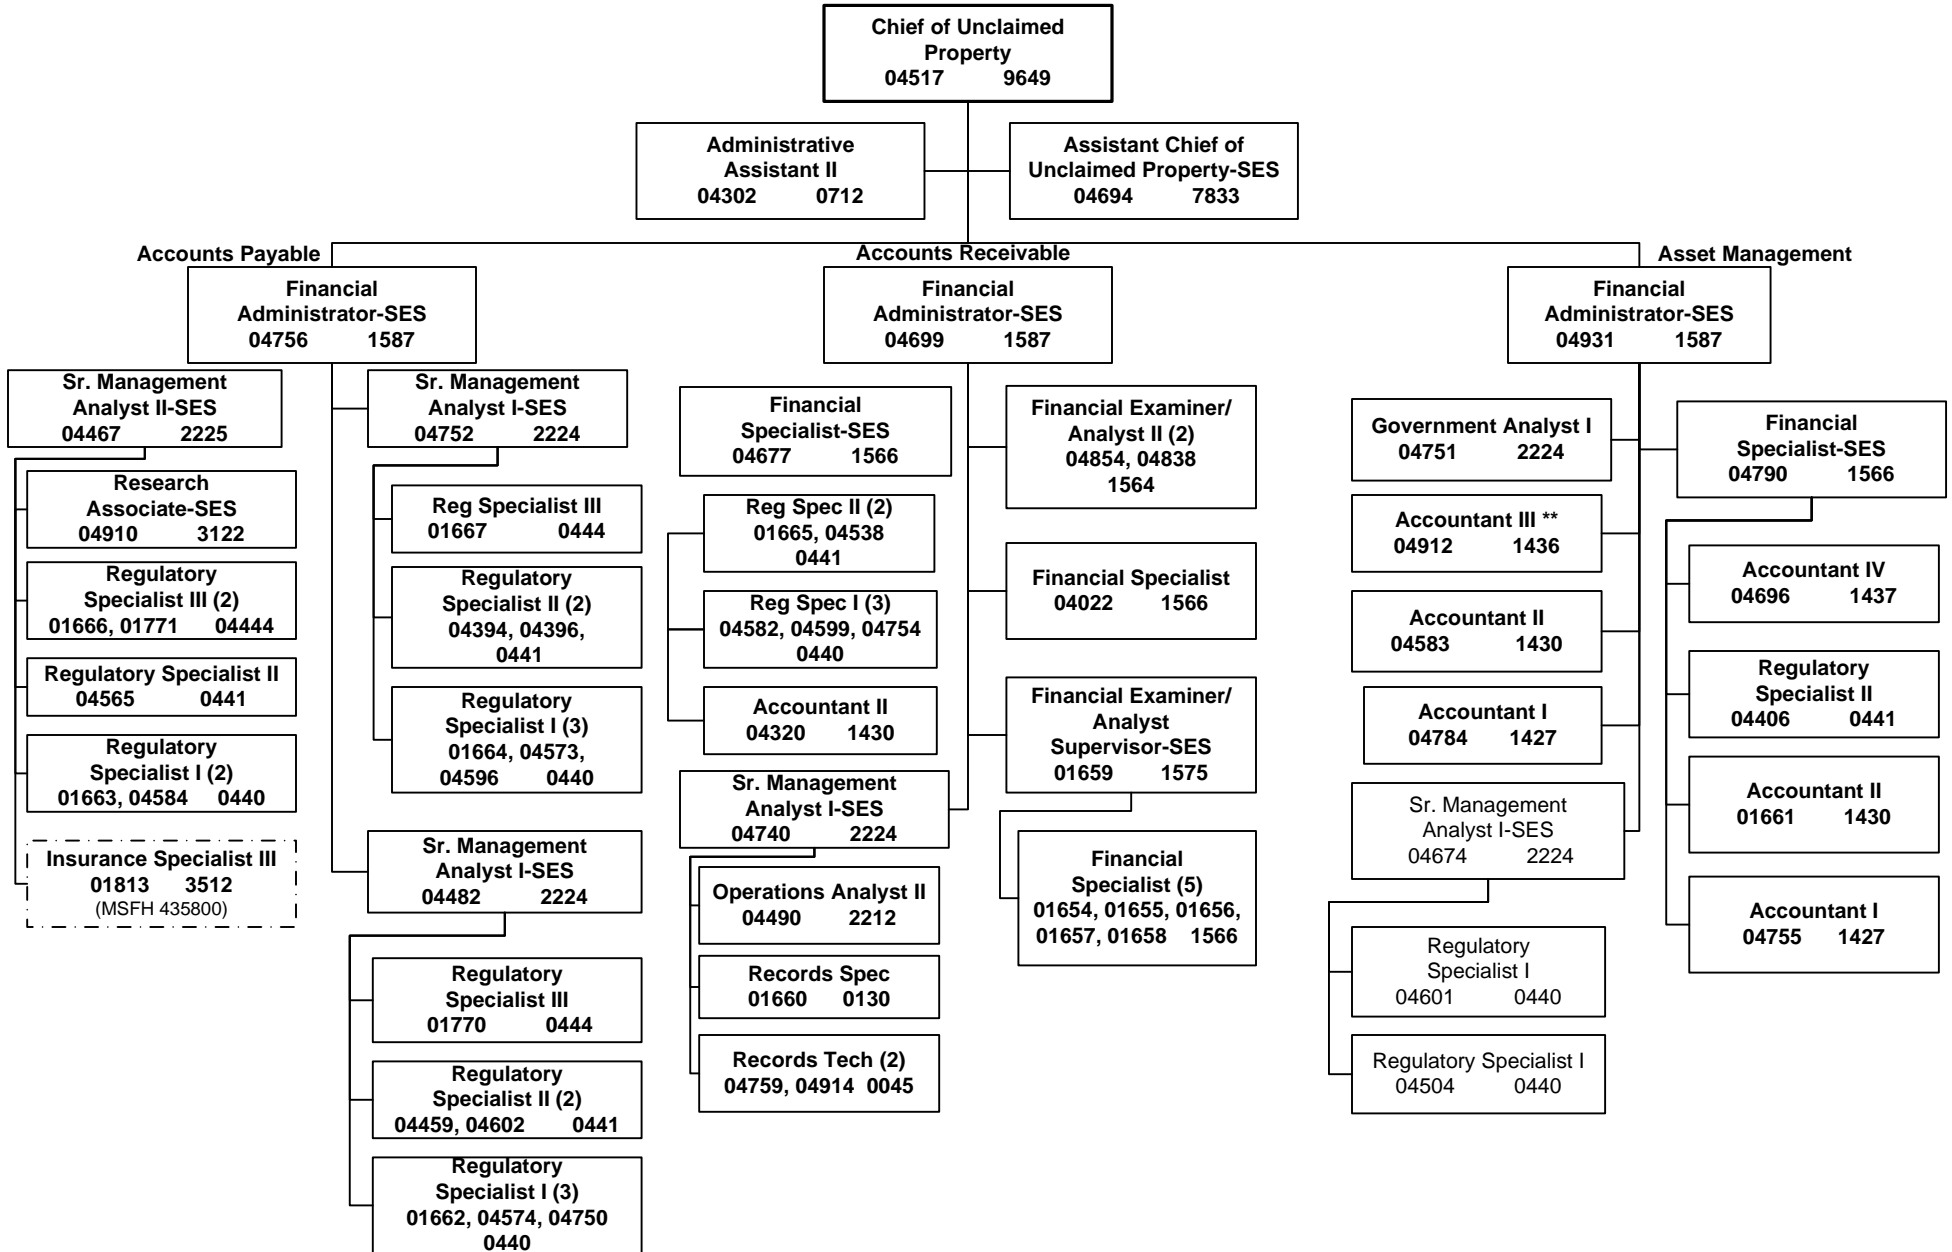 Chief of Unclaimed
Property
04517 9649
Administrative
Assistant II
04302 0712
Assistant Chief of
Unclaimed Property-SES
04694 7833
Accounts Payable
Financial
Administrator-SES
04756 1587
Sr. Management
Analyst II-SES
04467 2225
Research
Associate-SES
04910 3122
Regulatory
Specialist III (2)
01666, 01771 04444
Regulatory Specialist II
04565 0441
Regulatory
Specialist I (2)
01663, 04584 0440
Insurance Specialist III
01813 3512
(MSFH 435800)
Sr. Management
Analyst I-SES
04752 2224
Reg Specialist III
01667 0444
Regulatory
Specialist II (2)
04394, 04396,
0441
Regulatory
Specialist I (3)
01664, 04573,
04596 0440
Sr. Management
Analyst I-SES
04482 2224
Regulatory
Specialist III
01770 0444
Regulatory
Specialist II (2)
04459, 04602 0441
Regulatory
Specialist I (3)
01662, 04574, 04750
0440
Accounts Receivable
Financial
Administrator-SES
04699 1587
Financial
Specialist-SES
04677 1566
Reg Spec II (2)
01665, 04538
0441
Reg Spec I (3)
04582, 04599, 04754
0440
Accountant II
04320 1430
Sr. Management
Analyst I-SES
04740 2224
Operations Analyst II
04490 2212
Records Spec
01660 0130
Records Tech (2)
04759, 04914 0045
Financial Examiner/
Analyst II (2)
04854, 04838
1564
Financial Specialist
04022 1566
Financial Examiner/
Analyst
Supervisor-SES
01659 1575
Financial
Specialist (5)
01654, 01655, 01656,
01657, 01658 1566
Asset Management
Financial
Administrator-SES
04931 1587
Government Analyst I
04751 2224
Accountant III **
04912 1436
Accountant II
04583 1430
Accountant I
04784 1427
Sr. Management
Analyst I-SES
04674 2224
Regulatory
Specialist I
04601 0440
Regulatory Specialist I
04504 0440
Financial
Specialist-SES
04790 1566
Accountant IV
04696 1437
Regulatory
Specialist II
04406 0441
Accountant II
01661 1430
Accountant I
04755 1427